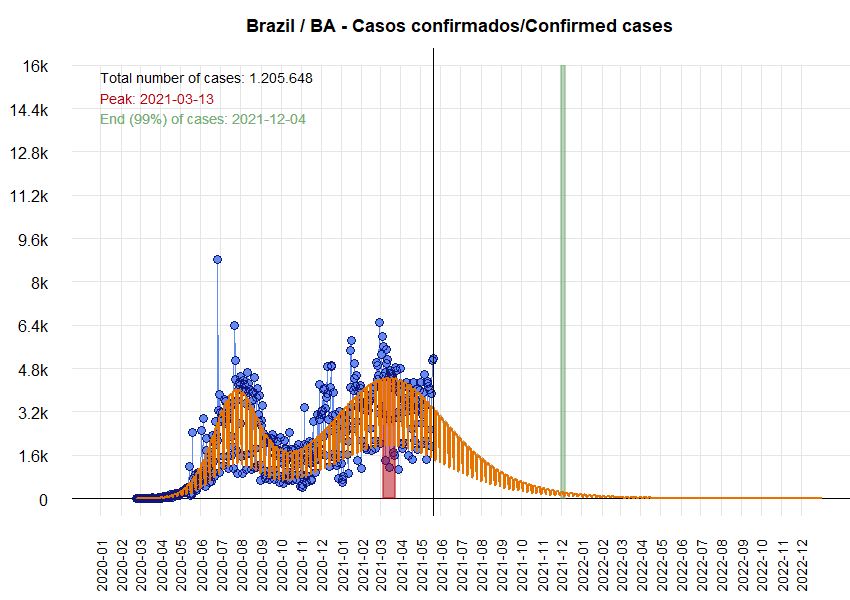 Brazil / BA - Casos confirmados/Confirmed cases
Total number of cases: 1.205.648
Peak: 2021-03-13
End (99%) of cases: 2021-12-04
16k
14.4k
12.8k
11.2k
9.6k
8k
6.4k
4.8k
3.2k
1.6k
0
2020-01
2020-02
2020-03
2020-04
2020-05
2020-06
2020-07
2020-08
2020-09
2020-10
2020-11
2020-12
2021-01
2021-02
2021-03
2021-04
2021-05
2021-06
2021-07
2021-08
2021-09
2021-10
2021-11
2021-12
2022-01
2022-02
2022-03
2022-04
2022-05
2022-06
2022-07
2022-08
2022-09
2022-10
2022-11
2022-12